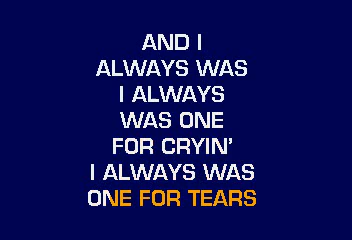 AND I
ALWAYS WAS
I ALWAYS
WAS ONE
FOR CRYIN'
I ALWAYS WAS
ONE FOR TEARS